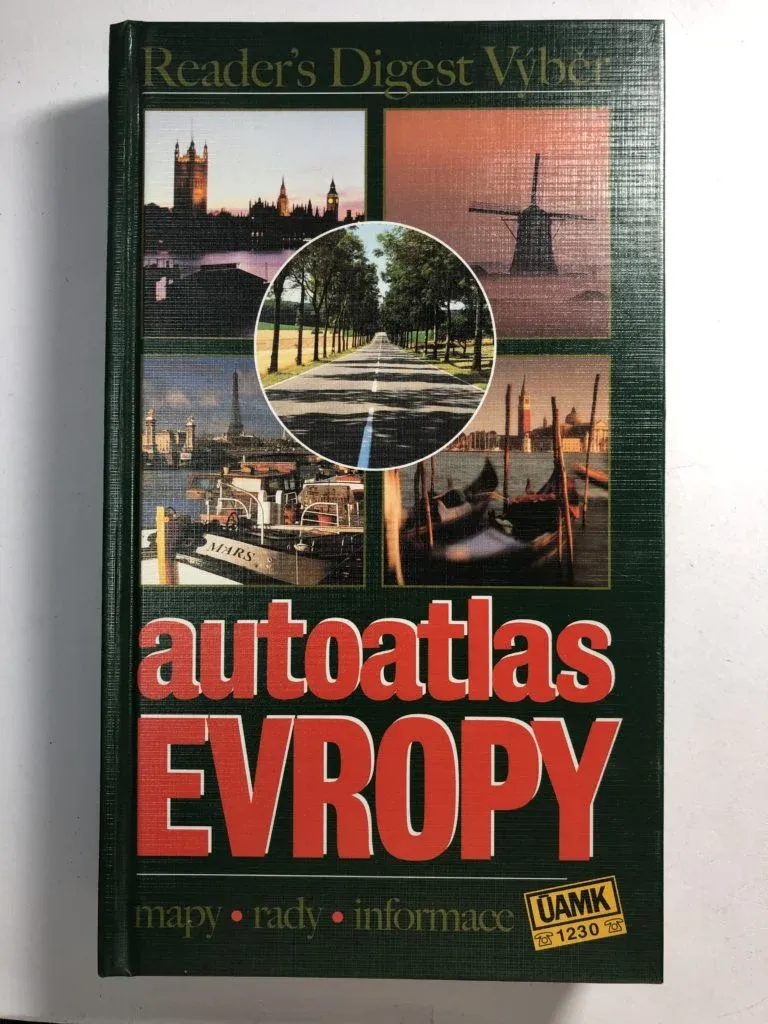 Reader's Digest Výběr
MARS
autoatlas
EVROPY
mapy • rady • informace
ÚAMK
☎ 1230 ☎